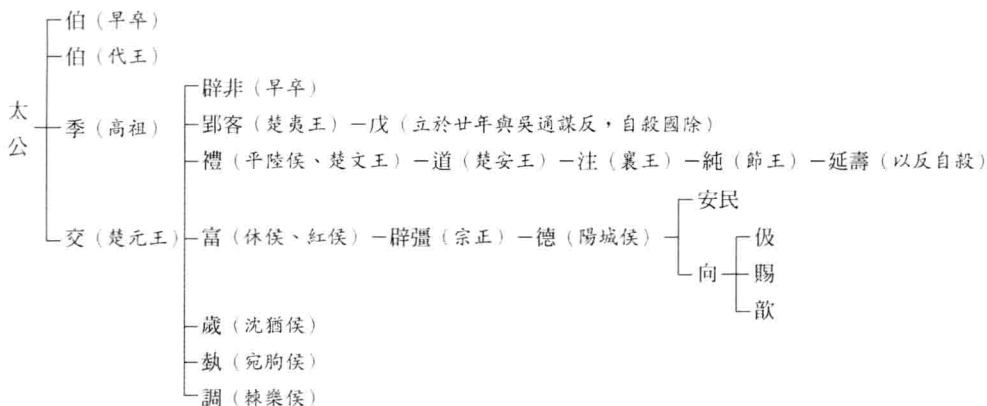 伯（早卒）
伯（代王）
辟非（早卒）
太公
季（高祖）
郢客（楚夷王）－戊（立於廿年與吳通謀反，自殺國除）
禮（平陸侯、楚文王）－道（楚安王）－注（襄王）－純（節王）－延壽（以反自殺）
安民
交（楚元王）
富（休侯、紅侯）－辟彊（宗正）－德（陽城侯）
伋
向
賜
歆
歲（沈猶侯）
執（宛朐侯）
調（棘樂侯）